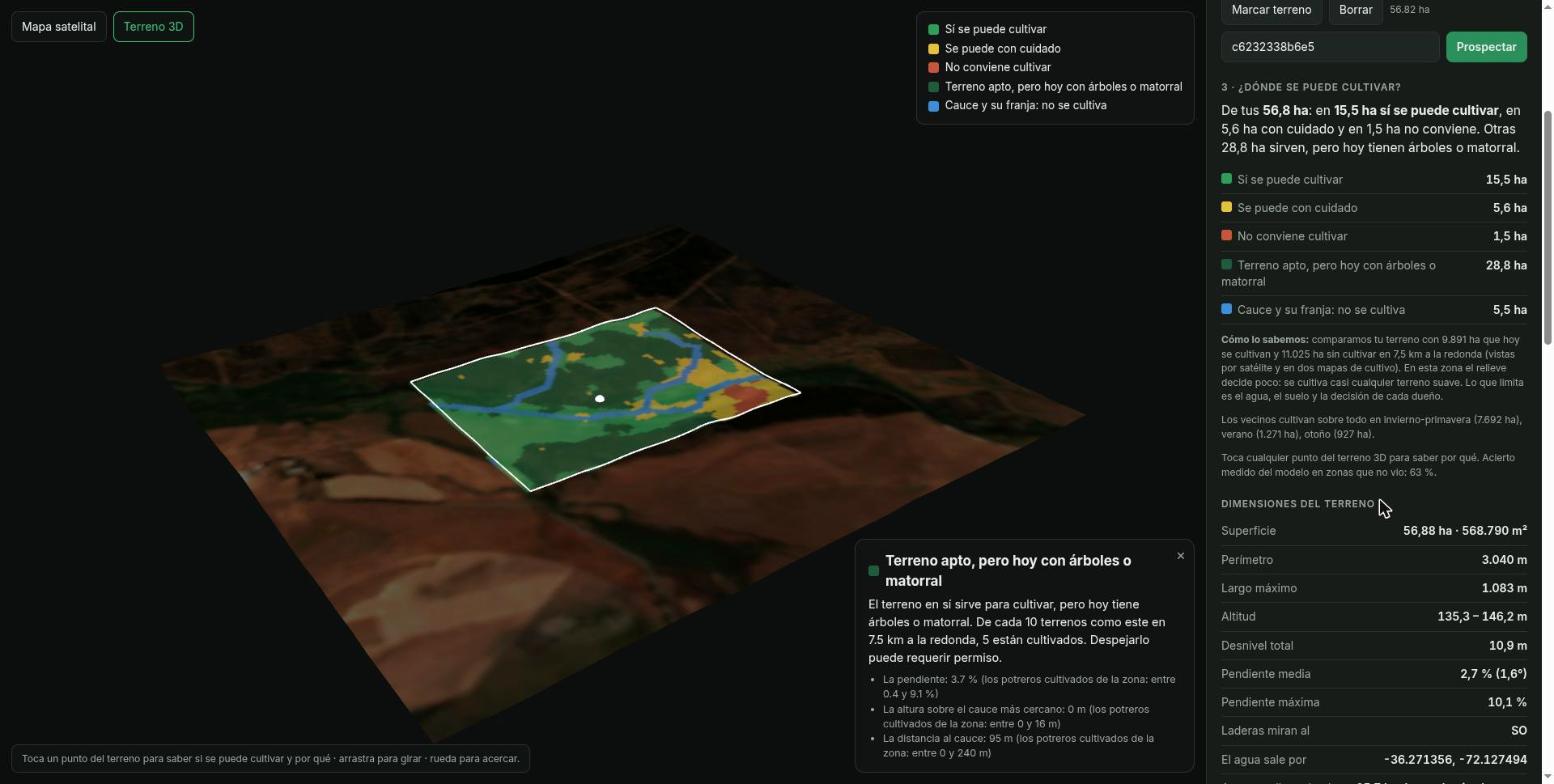 Mapa satelital
Terreno 3D
Sí se puede cultivar
Se puede con cuidado
No conviene cultivar
Terreno apto, pero hoy con árboles o matorral
Cauce y su franja: no se cultiva
Terreno apto, pero hoy con árboles o
matorral
×
El terreno en sí sirve para cultivar, pero hoy tiene
árboles o matorral. De cada 10 terrenos como este en
7.5 km a la redonda, 5 están cultivados. Despejarlo
puede requerir permiso.
• La pendiente: 3.7 % (los potreros cultivados de la zona: entre
0.4 y 9.1 %)
• La altura sobre el cauce más cercano: 0 m (los potreros
cultivados de la zona: entre 0 y 16 m)
• La distancia al cauce: 95 m (los potreros cultivados de la
zona: entre 0 y 240 m)
Toca un punto del terreno para saber si se puede cultivar y por qué · arrastra para girar · rueda para acercar.
Marcar terreno
Borrar
56.82 ha
c6232338b6e5
Prospectar
3 · ¿DÓNDE SE PUEDE CULTIVAR?
De tus 56,8 ha: en 15,5 ha sí se puede cultivar, en
5,6 ha con cuidado y en 1,5 ha no conviene. Otras
28,8 ha sirven, pero hoy tienen árboles o matorral.
Sí se puede cultivar 15,5 ha
Se puede con cuidado 5,6 ha
No conviene cultivar 1,5 ha
Terreno apto, pero hoy con árboles o 28,8 ha
matorral
Cauce y su franja: no se cultiva 5,5 ha
Cómo lo sabemos: comparamos tu terreno con 9.891 ha que hoy
se cultivan y 11.025 ha sin cultivar en 7,5 km a la redonda (vistas
por satélite y en dos mapas de cultivo). En esta zona el relieve
decide poco: se cultiva casi cualquier terreno suave. Lo que limita
es el agua, el suelo y la decisión de cada dueño.
Los vecinos cultivan sobre todo en invierno-primavera (7.692 ha),
verano (1.271 ha), otoño (927 ha).
Toca cualquier punto del terreno 3D para saber por qué. Acierto
medido del modelo en zonas que no vio: 63 %.
DIMENSIONES DEL TERRENO
Superficie 56,88 ha · 568.790 m²
Perímetro 3.040 m
Largo máximo 1.083 m
Altitud 135,3 – 146,2 m
Desnivel total 10,9 m
Pendiente media 2,7 % (1,6°)
Pendiente máxima 10,1 %
Laderas miran al SO
El agua sale por -36.271356, -72.127494